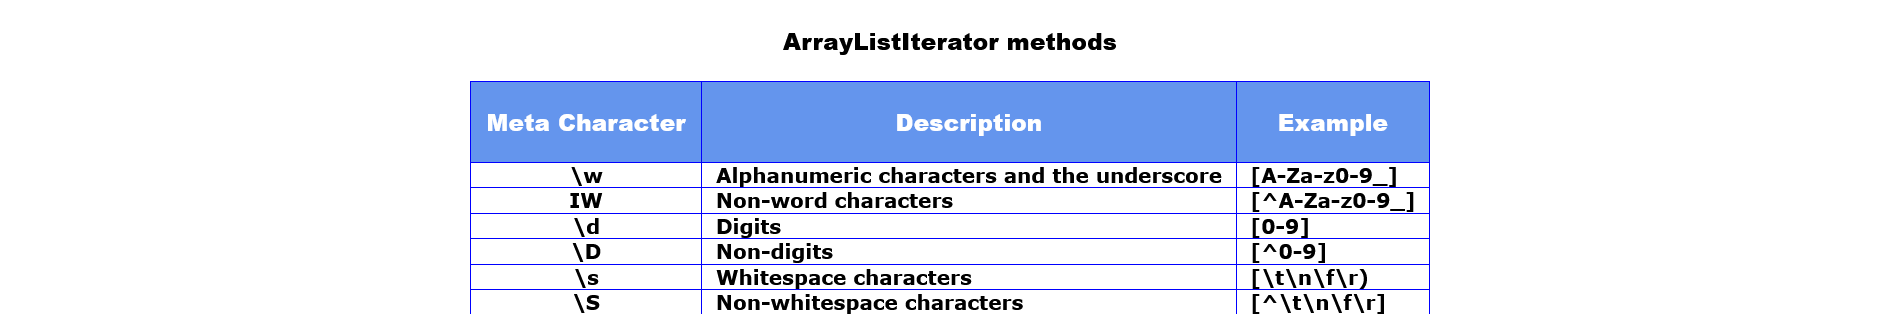 ArrayListIterator methods
Meta Character Description Example
\w Alphanumeric characters and the underscore [A-Za-z0-9_]
IW Non-word characters [^A-Za-z0-9_]
\d Digits [0-9]
\D Non-digits [^0-9]
\s Whitespace characters [\t\n\f\r)
\S Non-whitespace characters [^\t\n\f\r]